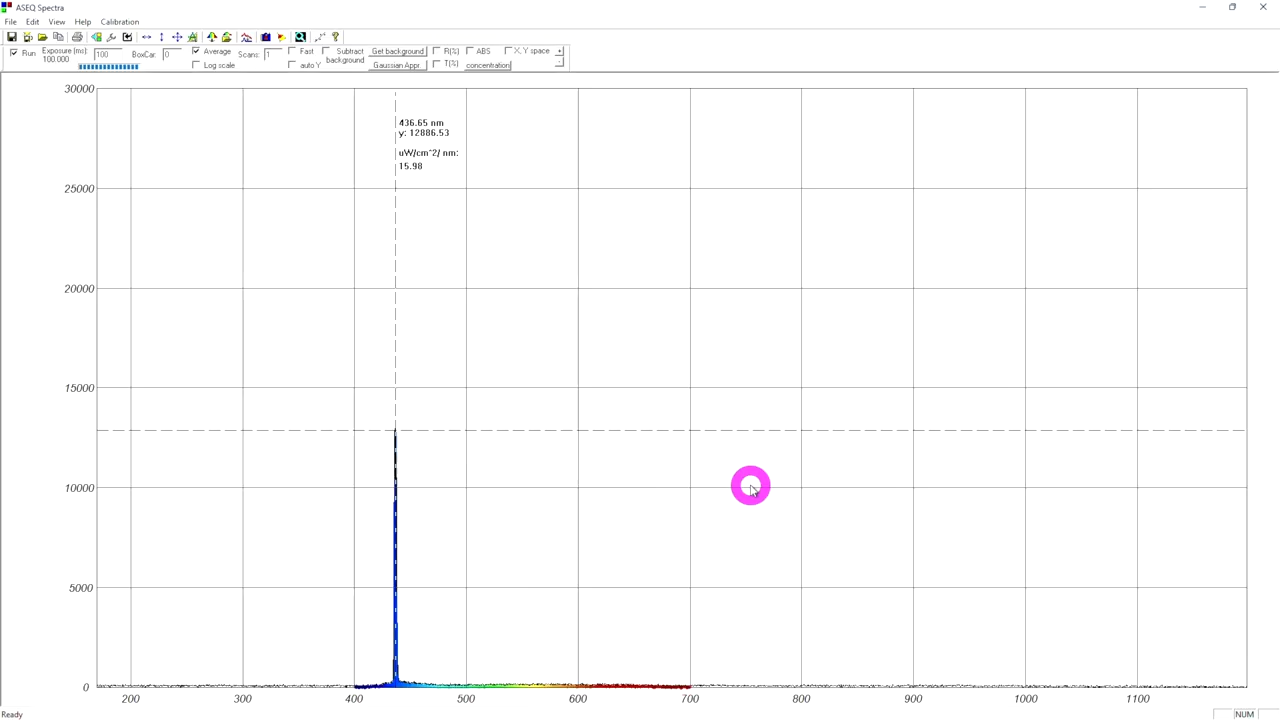 ASEQ Spectra
File Edit View Help Calibration
Run Exposure (ms): 100.000 100 BoxCar: 0 Average Scans: 1 Fast Subtract background Get background R(%) ABS X, Y space +
Log scale auto Y Gaussian Appr. T(%) concentration -
30000
436.65 nm
y: 12886.53
uW/cm^2/ nm:
15.98
25000
20000
15000
10000
5000
0
200 300 400 500 600 700 800 900 1000 1100
Ready NUM